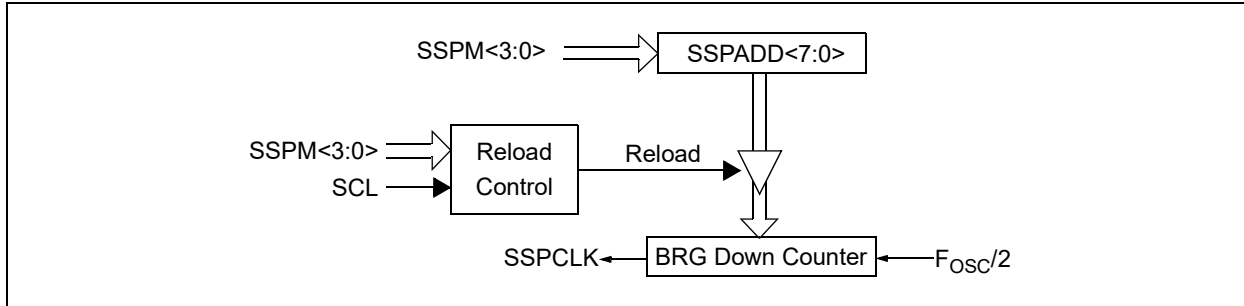 SSPM<3:0>
SSPADD<7:0>
SSPM<3:0>
SCL
Reload
Control
Reload
SSPCLK
BRG Down Counter
FOSC/2